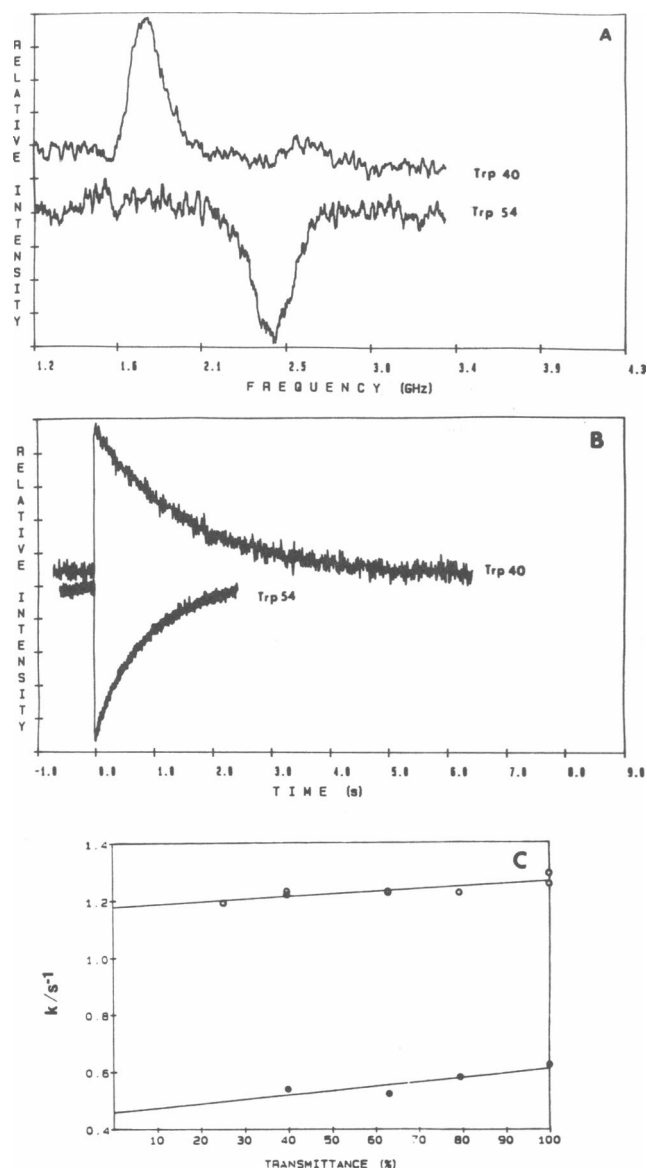 A
RELATIVE INTENSITY
Trp 40
Trp 54
1.2 1.6 2.1 2.5 3.0 3.4 3.9 4.3
FREQUENCY (GHz)
B
RELATIVE INTENSITY
Trp 40
Trp 54
-1.0 0.0 1.0 2.0 3.0 4.0 5.0 6.0 7.0 8.0 9.0
TIME (s)
C
1.4
1.2
1.0
0.8
0.6
0.4
k/s-1
10 20 30 40 50 60 70 80 90 100
TRANSMITTANCE (%)